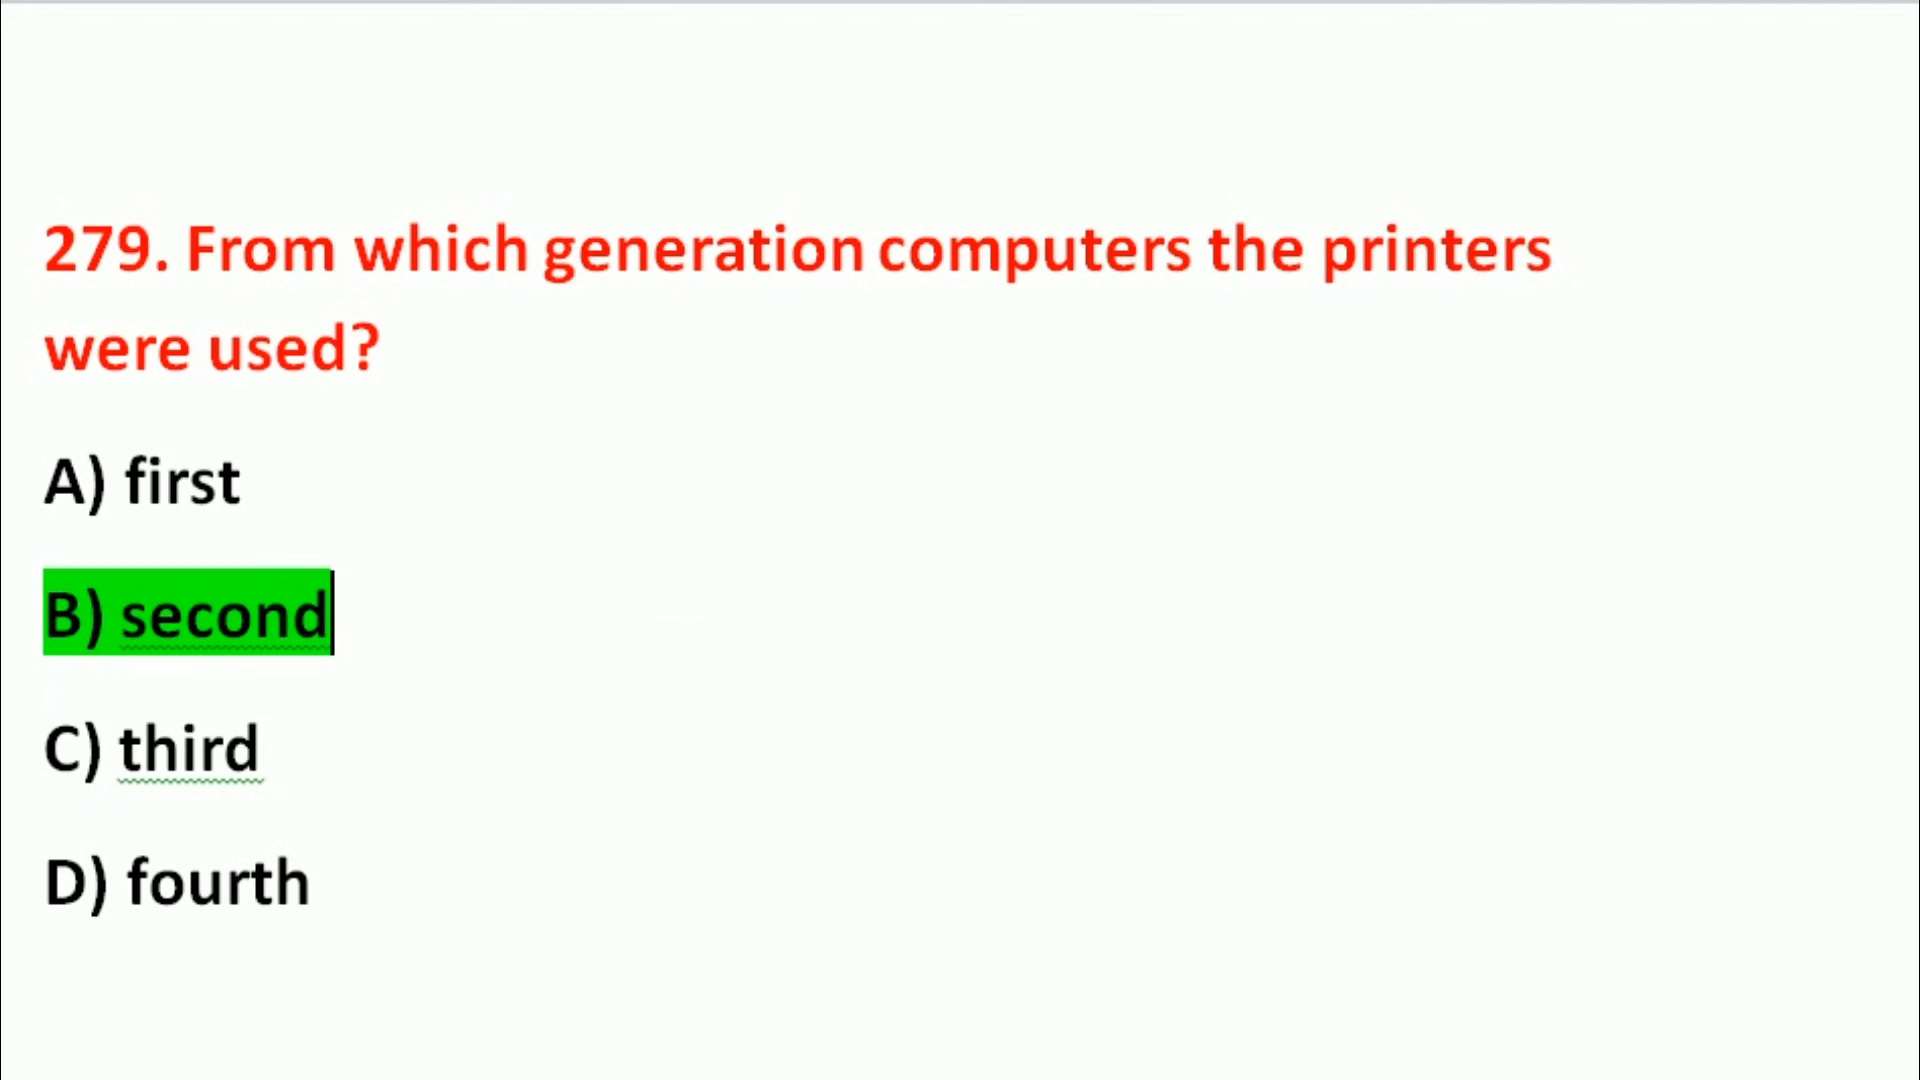 279. From which generation computers the printers
were used?
A) first
B) second
C) third
D) fourth